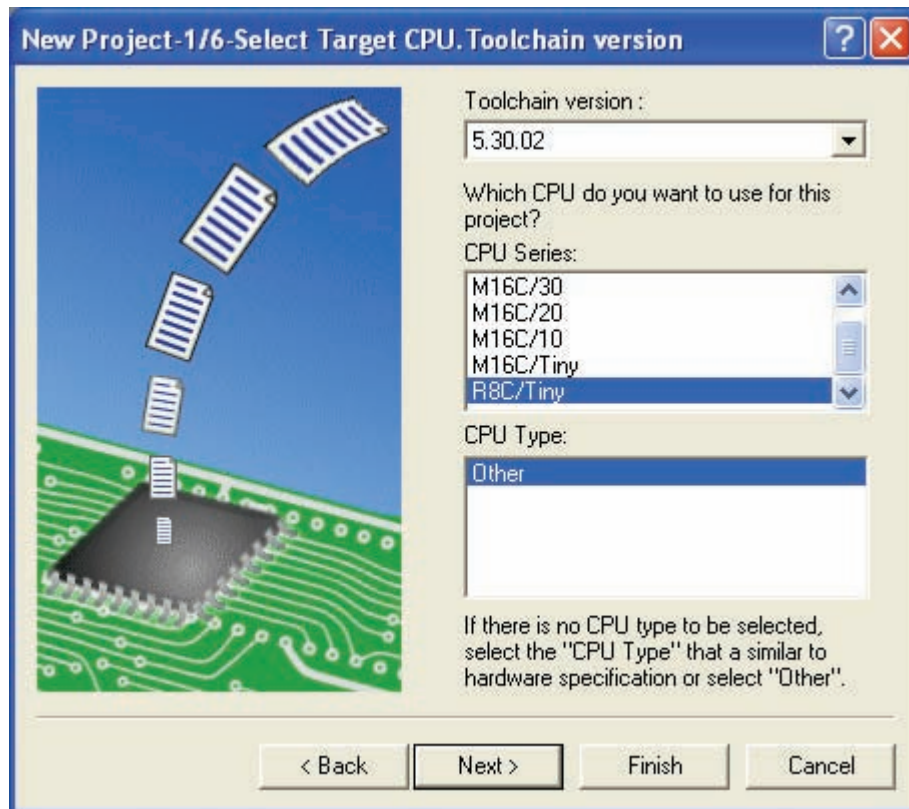 New Project-1/6-Select Target CPU.Toolchain version
Toolchain version :
5.30.02
Which CPU do you want to use for this
project?
CPU Series:
M16C/30
M16C/20
M16C/10
M16C/Tiny
R8C/Tiny
CPU Type:
Other
If there is no CPU type to be selected,
select the "CPU Type" that a similar to
hardware specification or select "Other".
< Back Next > Finish Cancel